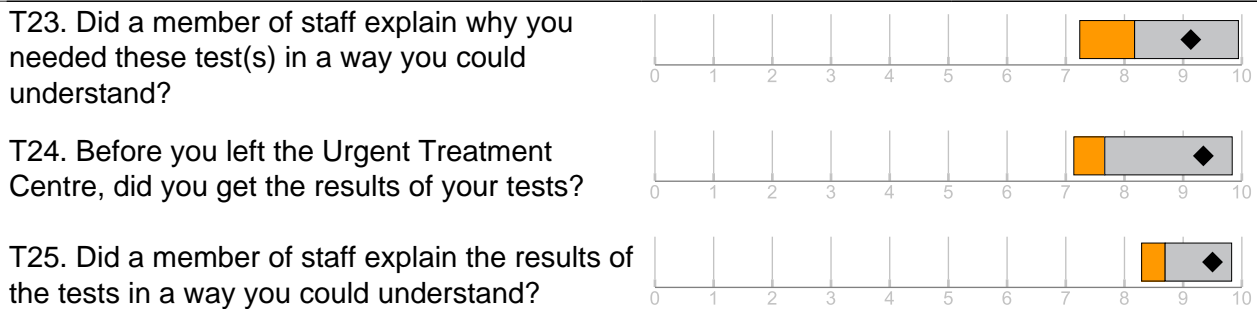 T23. Did a member of staff explain why you
needed these test(s) in a way you could
understand?
0 1 2 3 4 5 6 7 8 9 10
T24. Before you left the Urgent Treatment
Centre, did you get the results of your tests?
0 1 2 3 4 5 6 7 8 9 10
T25. Did a member of staff explain the results of
the tests in a way you could understand?
0 1 2 3 4 5 6 7 8 9 10